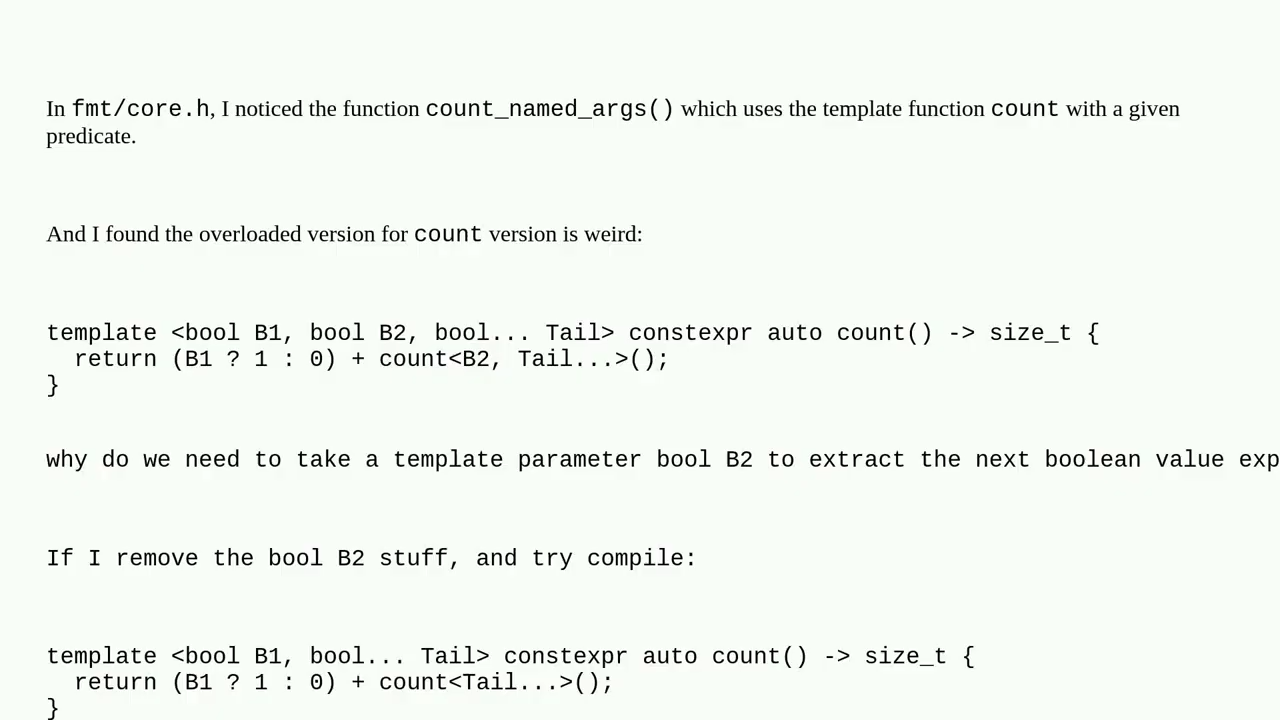 In fmt/core.h, I noticed the function count_named_args() which uses the template function count with a given
predicate.
And I found the overloaded version for count version is weird:
template <bool B1, bool B2, bool... Tail> constexpr auto count() -> size_t {
  return (B1 ? 1 : 0) + count<B2, Tail...>();
}
why do we need to take a template parameter bool B2 to extract the next boolean value exp
If I remove the bool B2 stuff, and try compile:
template <bool B1, bool... Tail> constexpr auto count() -> size_t {
  return (B1 ? 1 : 0) + count<Tail...>();
}